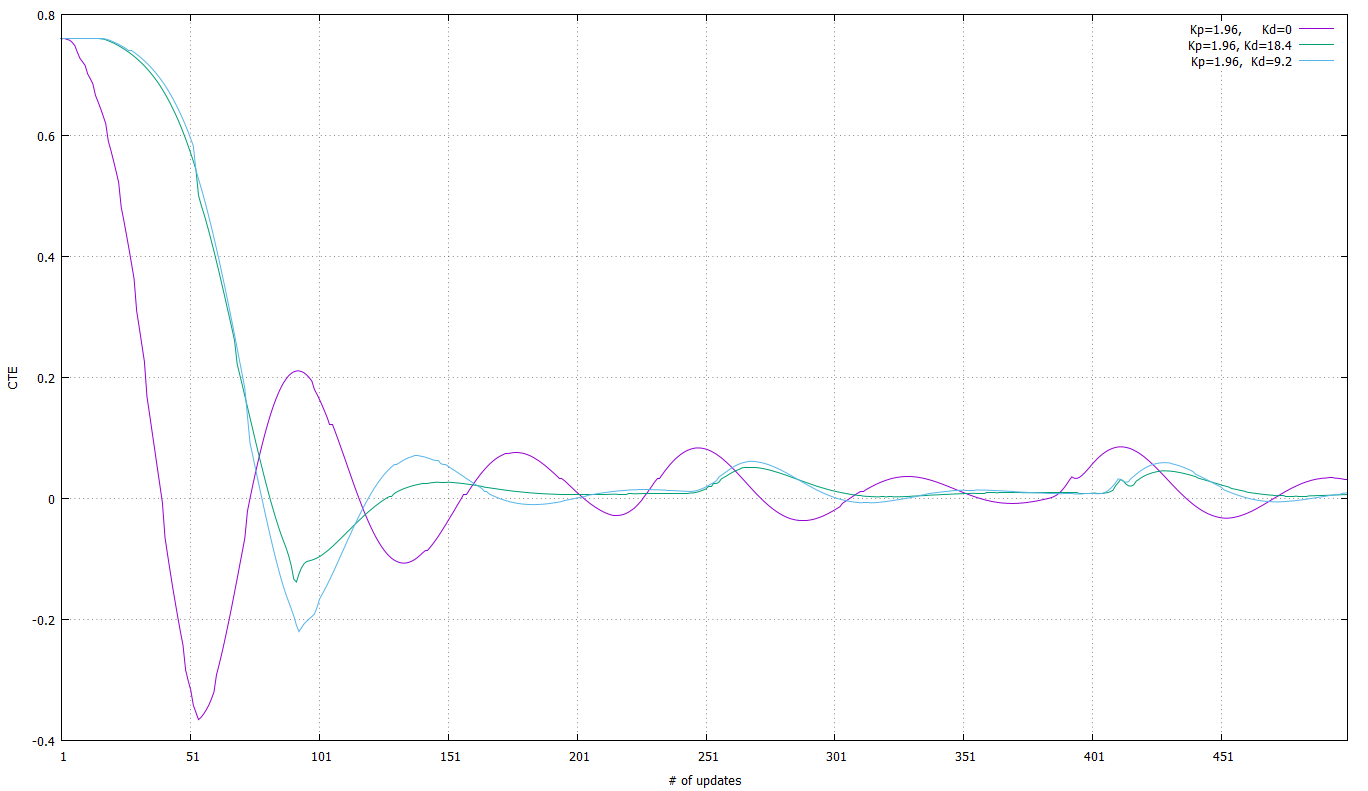 0.8
0.6
0.4
0.2
0
-0.2
-0.4
CTE
1 51 101 151 201 251 301 351 401 451
# of updates
Kp=1.96, Kd=0
Kp=1.96, Kd=18.4
Kp=1.96, Kd=9.2